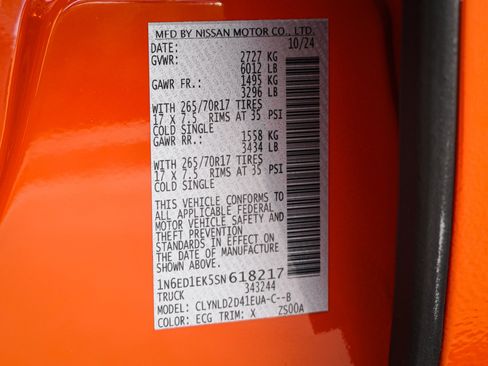 MFD BY NISSAN MOTOR CO., LTD.
DATE: 10/24
GVWR: 2727 KG
6012 LB
GAWR FR.: 1495 KG
3296 LB
WITH 265/70R17 TIRES
17 X 7.5 RIMS AT 35 PSI
COLD SINGLE
GAWR RR.: 1558 KG
3434 LB
WITH 265/70R17 TIRES
17 X 7.5 RIMS AT 35 PSI
COLD SINGLE
THIS VEHICLE CONFORMS TO
ALL APPLICABLE FEDERAL
MOTOR VEHICLE SAFETY AND
THEFT PREVENTION
STANDARDS IN EFFECT ON
THE DATE OF MANUFACTURE
SHOWN ABOVE.
1N6ED1EK5SN618217
TRUCK 343244
MODEL: CLYNLD2D41EUA-C--B
COLOR: ECG TRIM: X ZS00A